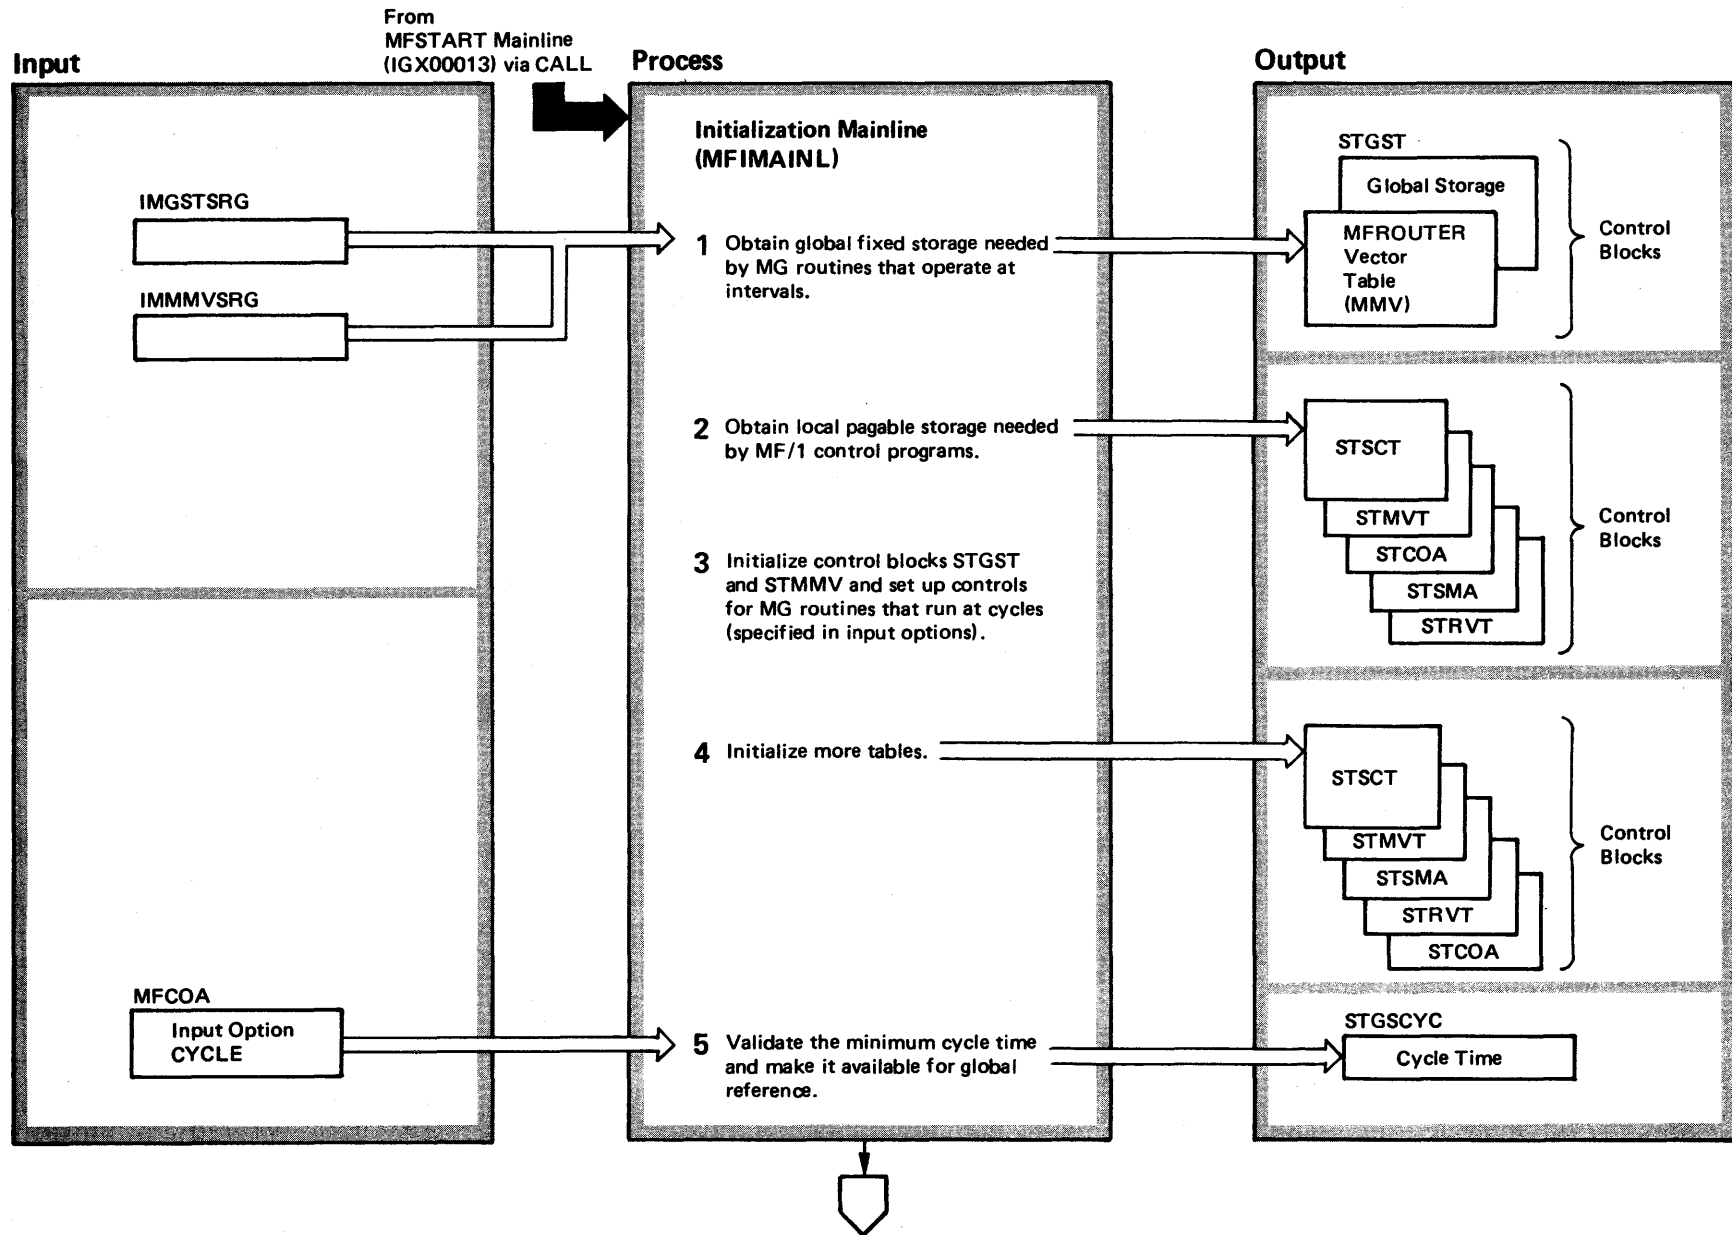 From
MFSTART Mainline
(IGX00013) via CALL
Input
Process
Output
Initialization Mainline
(MFIMAINL)
IMGSTSRG
IMMMVSRG
1 Obtain global fixed storage needed
by MG routines that operate at
intervals.
STGST
Global Storage
MFROUTER
Vector
Table
(MMV)
Control
Blocks
2 Obtain local pagable storage needed
by MF/1 control programs.
STSCT
STMVT
STCOA
STSMA
STRVT
Control
Blocks
3 Initialize control blocks STGST
and STMMV and set up controls
for MG routines that run at cycles
(specified in input options).
4 Initialize more tables.
STSCT
STMVT
STSMA
STRVT
STCOA
Control
Blocks
MFCOA
Input Option
CYCLE
5 Validate the minimum cycle time
and make it available for global
reference.
STGSCYC
Cycle Time